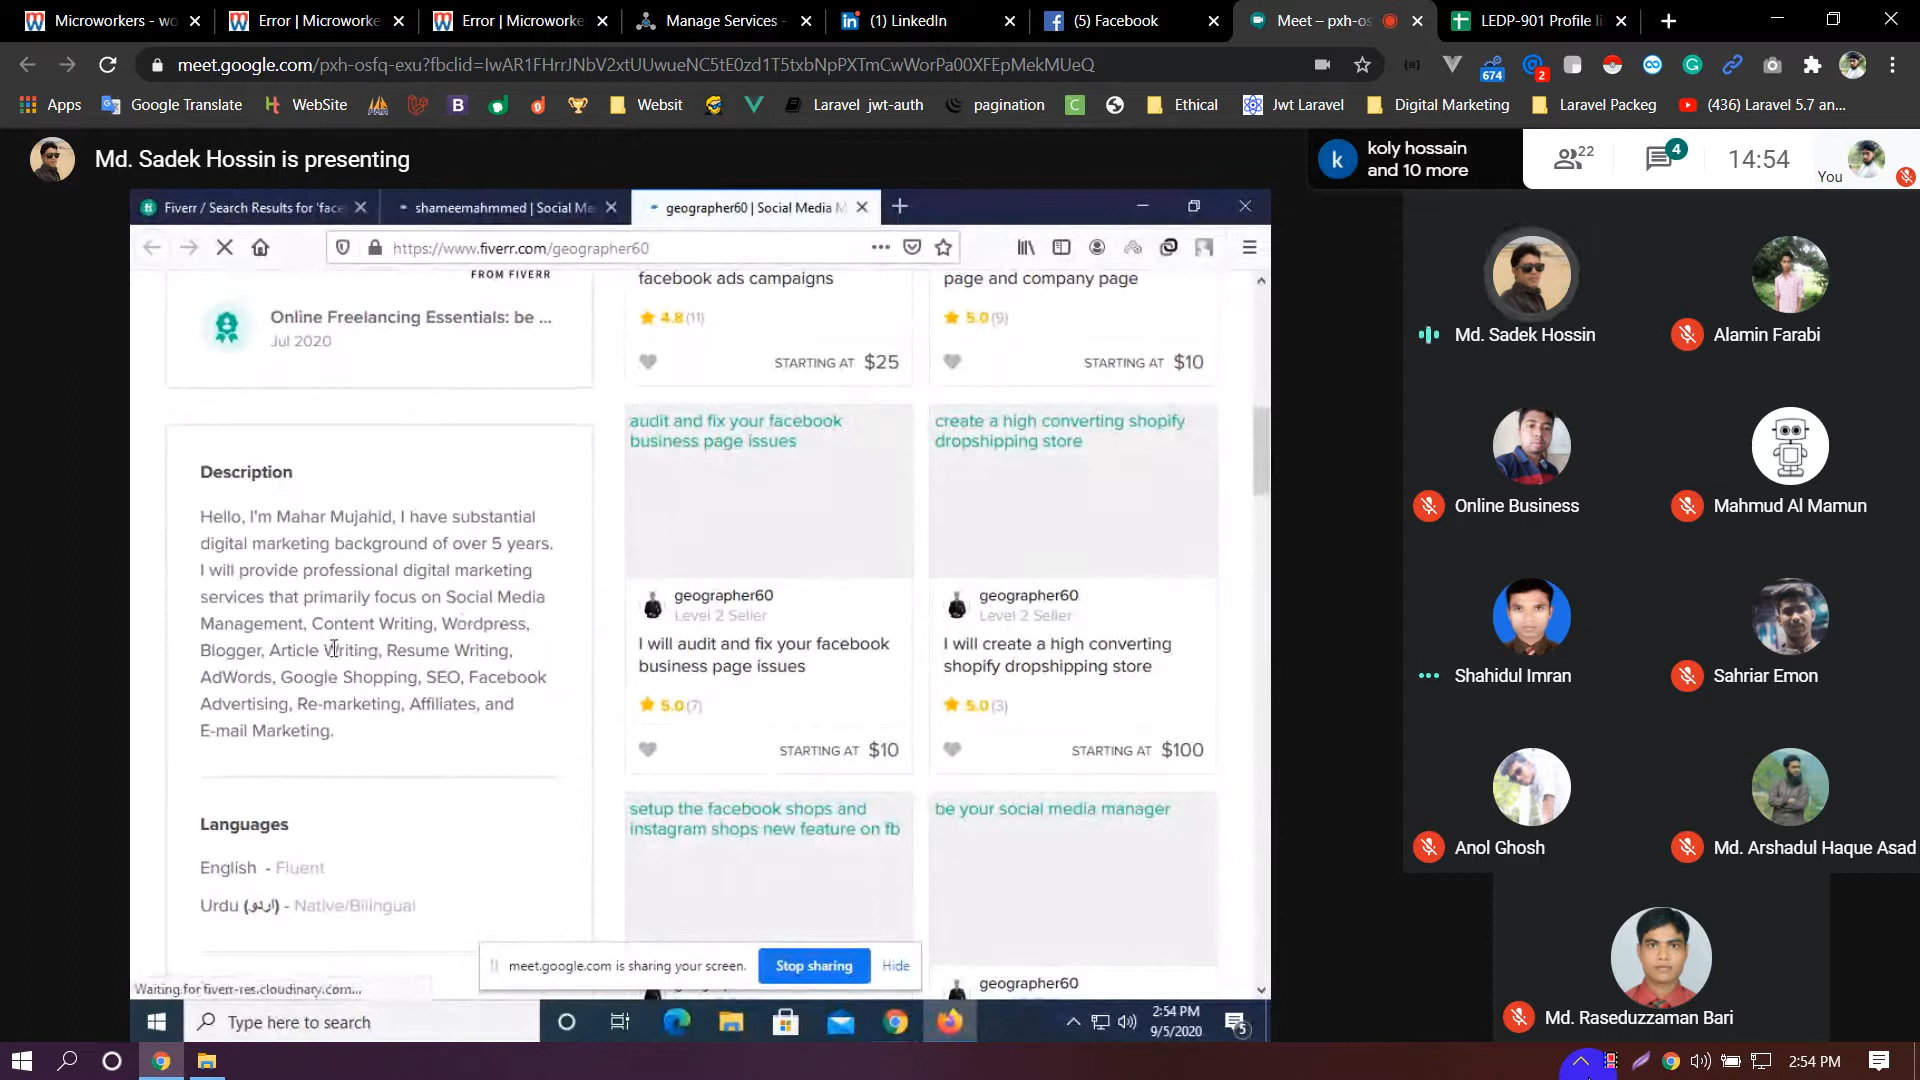 Microworkers - wo
Error | Microworke
Error | Microworke
Manage Services -
(1) LinkedIn
(5) Facebook
Meet – pxh-os
LEDP-901 Profile li
meet.google.com/pxh-osfq-exu?fbclid=IwAR1FHrrJNbV2xtUUwueNC5tE0zd1T5txbNpPXTmCwWorPa00XFEpMekMUeQ
674
2
Apps
Google Translate
WebSite
Websit
Laravel jwt-auth
pagination
Ethical
Jwt Laravel
Digital Marketing
Laravel Packeg
(436) Laravel 5.7 an...
Md. Sadek Hossin is presenting
k
koly hossain
and 10 more
22
4
14:54
You
Fiverr / Search Results for 'face
shameemahmmed | Social Me
geographer60 | Social Media M
https://www.fiverr.com/geographer60
FROM FIVERR
Online Freelancing Essentials: be ...
Jul 2020
facebook ads campaigns
4.8 (11)
STARTING AT $25
page and company page
5.0 (9)
STARTING AT $10
Description
Hello, I'm Mahar Mujahid, I have substantial
digital marketing background of over 5 years.
I will provide professional digital marketing
services that primarily focus on Social Media
Management, Content Writing, Wordpress,
Blogger, Article Writing, Resume Writing,
AdWords, Google Shopping, SEO, Facebook
Advertising, Re-marketing, Affiliates, and
E-mail Marketing.
Languages
English - Fluent
Urdu (اردو) - Native/Bilingual
audit and fix your facebook
business page issues
geographer60
Level 2 Seller
I will audit and fix your facebook
business page issues
5.0 (7)
STARTING AT $10
create a high converting shopify
dropshipping store
geographer60
Level 2 Seller
I will create a high converting
shopify dropshipping store
5.0 (3)
STARTING AT $100
setup the facebook shops and
instagram shops new feature on fb
be your social media manager
geographer60
meet.google.com is sharing your screen.
Stop sharing
Hide
Waiting for fiverr-res.cloudinary.com...
Type here to search
2:54 PM
9/5/2020
5
Md. Sadek Hossin
Alamin Farabi
Online Business
Mahmud Al Mamun
Shahidul Imran
Sahriar Emon
Anol Ghosh
Md. Arshadul Haque Asad
Md. Raseduzzaman Bari
2:54 PM